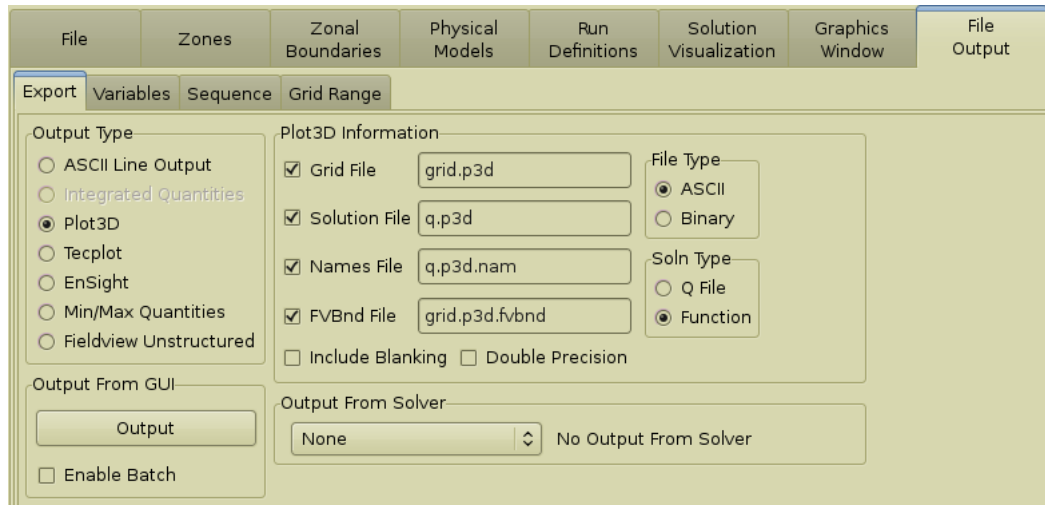 File
Zones
Zonal
Boundaries
Physical
Models
Run
Definitions
Solution
Visualization
Graphics
Window
File
Output
Export
Variables
Sequence
Grid Range
Output Type
ASCII Line Output
Integrated Quantities
Plot3D
Tecplot
EnSight
Min/Max Quantities
Fieldview Unstructured
Plot3D Information
Grid File
grid.p3d
Solution File
q.p3d
Names File
q.p3d.nam
FVBnd File
grid.p3d.fvbnd
Include Blanking
Double Precision
File Type
ASCII
Binary
Soln Type
Q File
Function
Output From GUI
Output
Enable Batch
Output From Solver
None
No Output From Solver